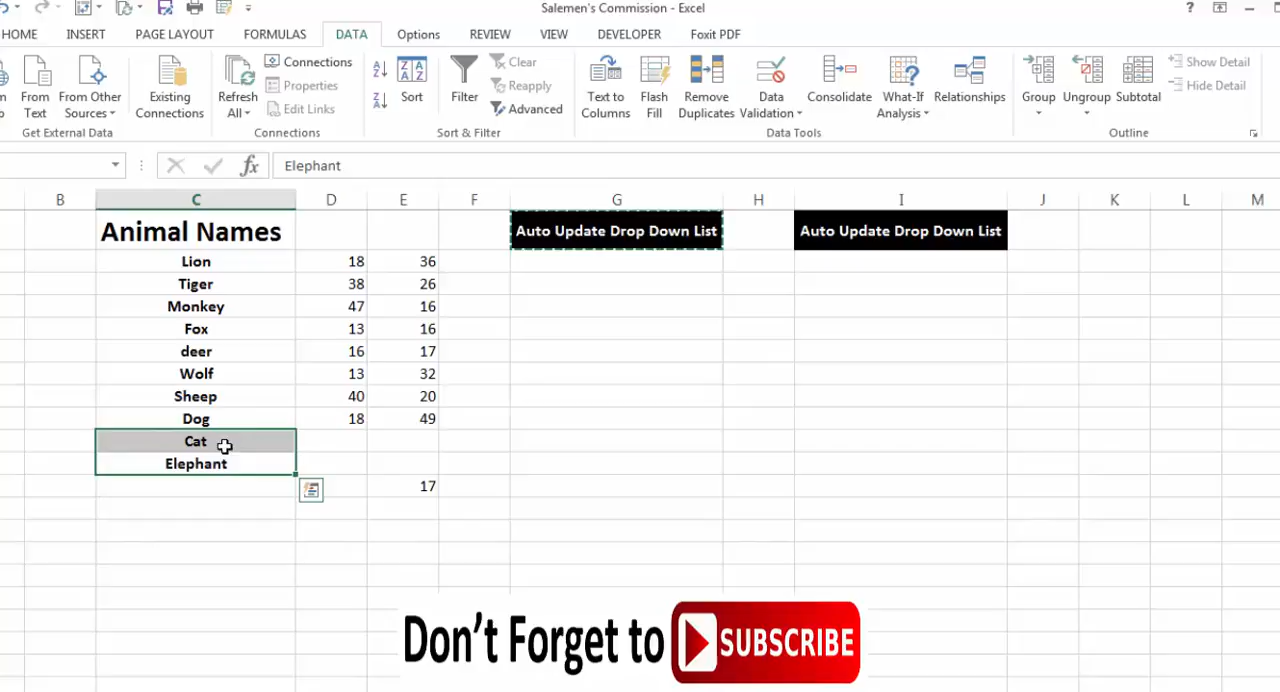 Salemen's Commission - Excel
?
HOME INSERT PAGE LAYOUT FORMULAS DATA Options REVIEW VIEW DEVELOPER Foxit PDF
From Text
From Other Sources
Get External Data
Existing Connections
Refresh All
Connections
Properties
Edit Links
Connections
Sort
Filter
Clear
Reapply
Advanced
Sort & Filter
Text to Columns
Flash Fill
Remove Duplicates
Data Validation
Consolidate
What-If Analysis
Relationships
Data Tools
Group
Ungroup
Subtotal
Show Detail
Hide Detail
Outline
fx Elephant
B C D E F G H I J K L M
Animal Names Auto Update Drop Down List Auto Update Drop Down List
Lion 18 36
Tiger 38 26
Monkey 47 16
Fox 13 16
deer 16 17
Wolf 13 32
Sheep 40 20
Dog 18 49
Cat
Elephant
17
Don't Forget to SUBSCRIBE